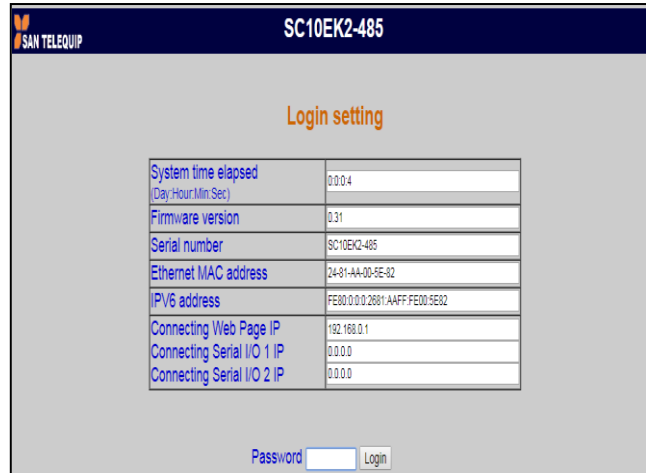 SAN TELEQUIP
SC10EK2-485
Login setting
System time elapsed
(Day:Hour:Min:Sec)
0:0:0:4
Firmware version
0.31
Serial number
SC10EK2-485
Ethernet MAC address
24-81-AA-00-5E-82
IPV6 address
FE80:0:0:0:2681:AAFF:FE00:5E82
Connecting Web Page IP
192.168.0.1
Connecting Serial I/O 1 IP
0.0.0.0
Connecting Serial I/O 2 IP
0.0.0.0
Password
Login